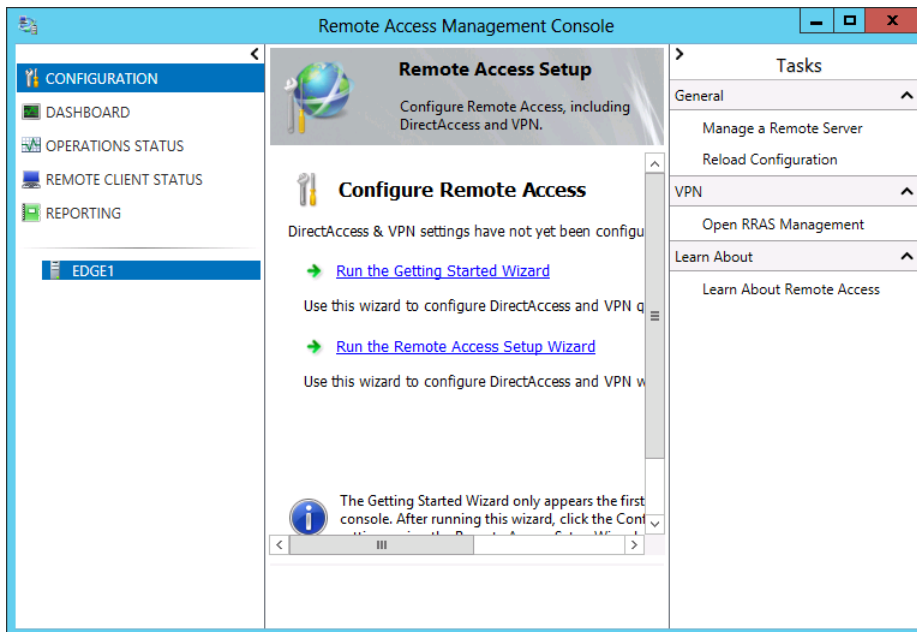 Remote Access Management Console
CONFIGURATION
DASHBOARD
OPERATIONS STATUS
REMOTE CLIENT STATUS
REPORTING
EDGE1
Remote Access Setup
Configure Remote Access, including
DirectAccess and VPN.
Configure Remote Access
DirectAccess & VPN settings have not yet been configu
Run the Getting Started Wizard
Use this wizard to configure DirectAccess and VPN q
Run the Remote Access Setup Wizard
Use this wizard to configure DirectAccess and VPN w
The Getting Started Wizard only appears the first
console. After running this wizard, click the Conf
Tasks
General
Manage a Remote Server
Reload Configuration
VPN
Open RRAS Management
Learn About
Learn About Remote Access